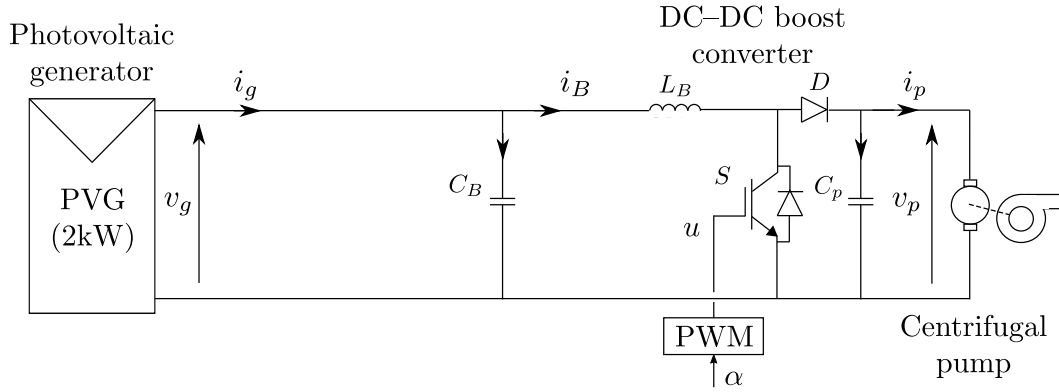 DC–DC boost
converter
Photovoltaic
generator
i_g
i_B
L_B
D
i_p
PVG
(2kW)
v_g
C_B
S
u
C_p
v_p
PWM
α
Centrifugal
pump